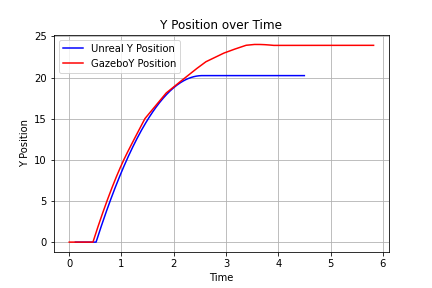 Y Position over Time
25
20
15
10
5
0
Y Position
Unreal Y Position
GazeboY Position
0 1 2 3 4 5 6
Time